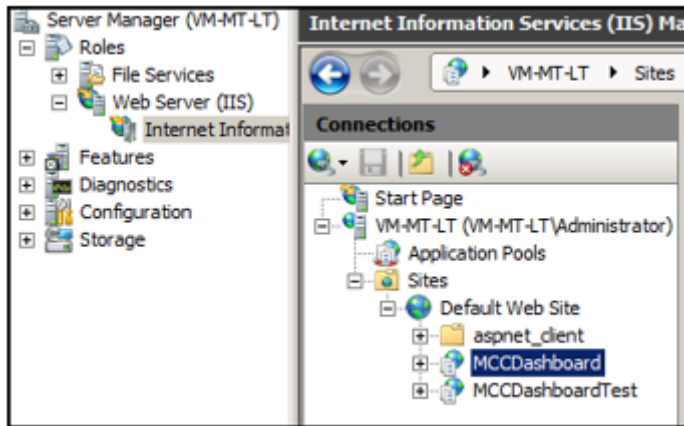 Server Manager (VM-MT-LT)
Roles
File Services
Web Server (IIS)
Internet Informat
Features
Diagnostics
Configuration
Storage
Internet Information Services (IIS) Ma
VM-MT-LT
Sites
Connections
Start Page
VM-MT-LT (VM-MT-LT\Administrator)
Application Pools
Sites
Default Web Site
aspnet_client
MCCDashboard
MCCDashboardTest